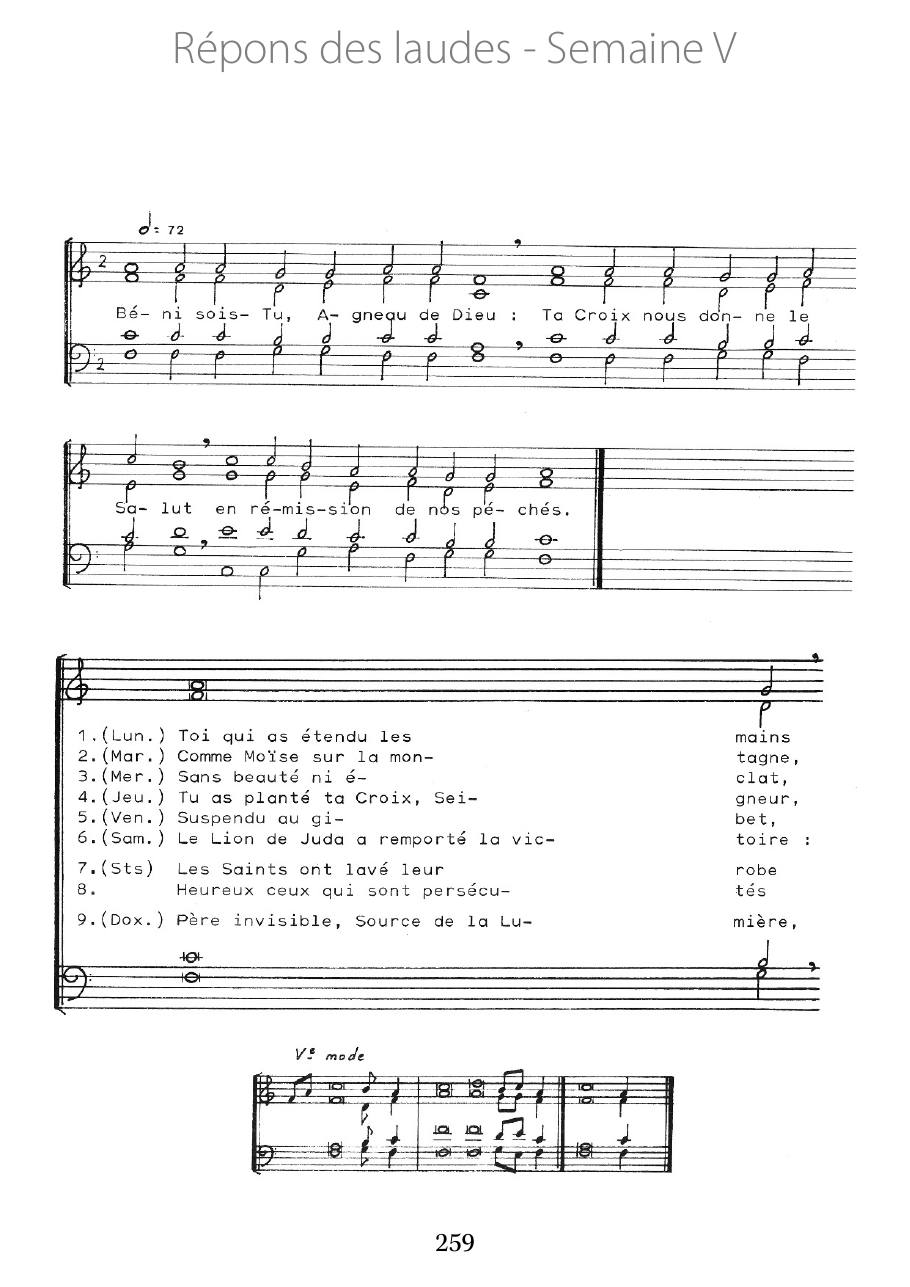 Répons des laudes - Semaine V
= 72
Bé- ni sois- Tu, A- gneau de Dieu : Ta Croix nous don- ne le
Sa- lut en ré-mis-sion de nos pé- chés.
1.(Lun.) Toi qui as étendu les mains
2.(Mar.) Comme Moïse sur la mon- tagne,
3.(Mer.) Sans beauté ni é- clat,
4.(Jeu.) Tu as planté ta Croix, Sei- gneur,
5.(Ven.) Suspendu au gi- bet,
6.(Sam.) Le Lion de Juda a remporté la vic- toire :
7.(Sts) Les Saints ont lavé leur robe
8. Heureux ceux qui sont persécu- tés
9.(Dox.) Père invisible, Source de la Lu- mière,
Vᵉ mode
259